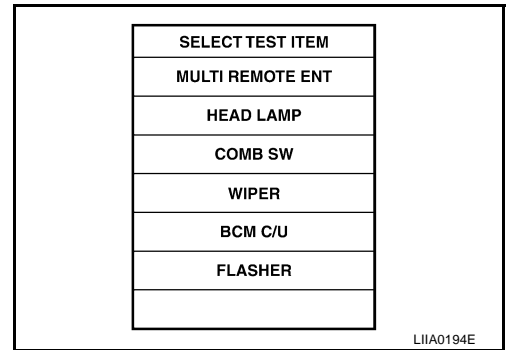 SELECT TEST ITEM
MULTI REMOTE ENT
HEAD LAMP
COMB SW
WIPER
BCM C/U
FLASHER
LIIA0194E